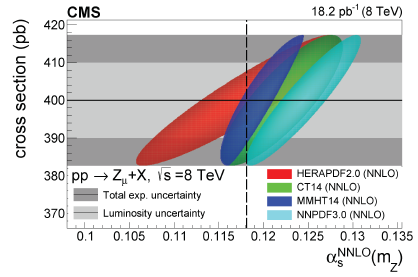 CMS 18.2 pb⁻¹ (8 TeV)
cross section (pb)
420
410
400
390
380
370
pp → Z_μ+X, √s =8 TeV
Total exp. uncertainty
Luminosity uncertainty
HERAPDF2.0 (NNLO)
CT14 (NNLO)
MMHT14 (NNLO)
NNPDF3.0 (NNLO)
0.1 0.105 0.11 0.115 0.12 0.125 0.13 0.135
α_s^NNLO(m_Z)